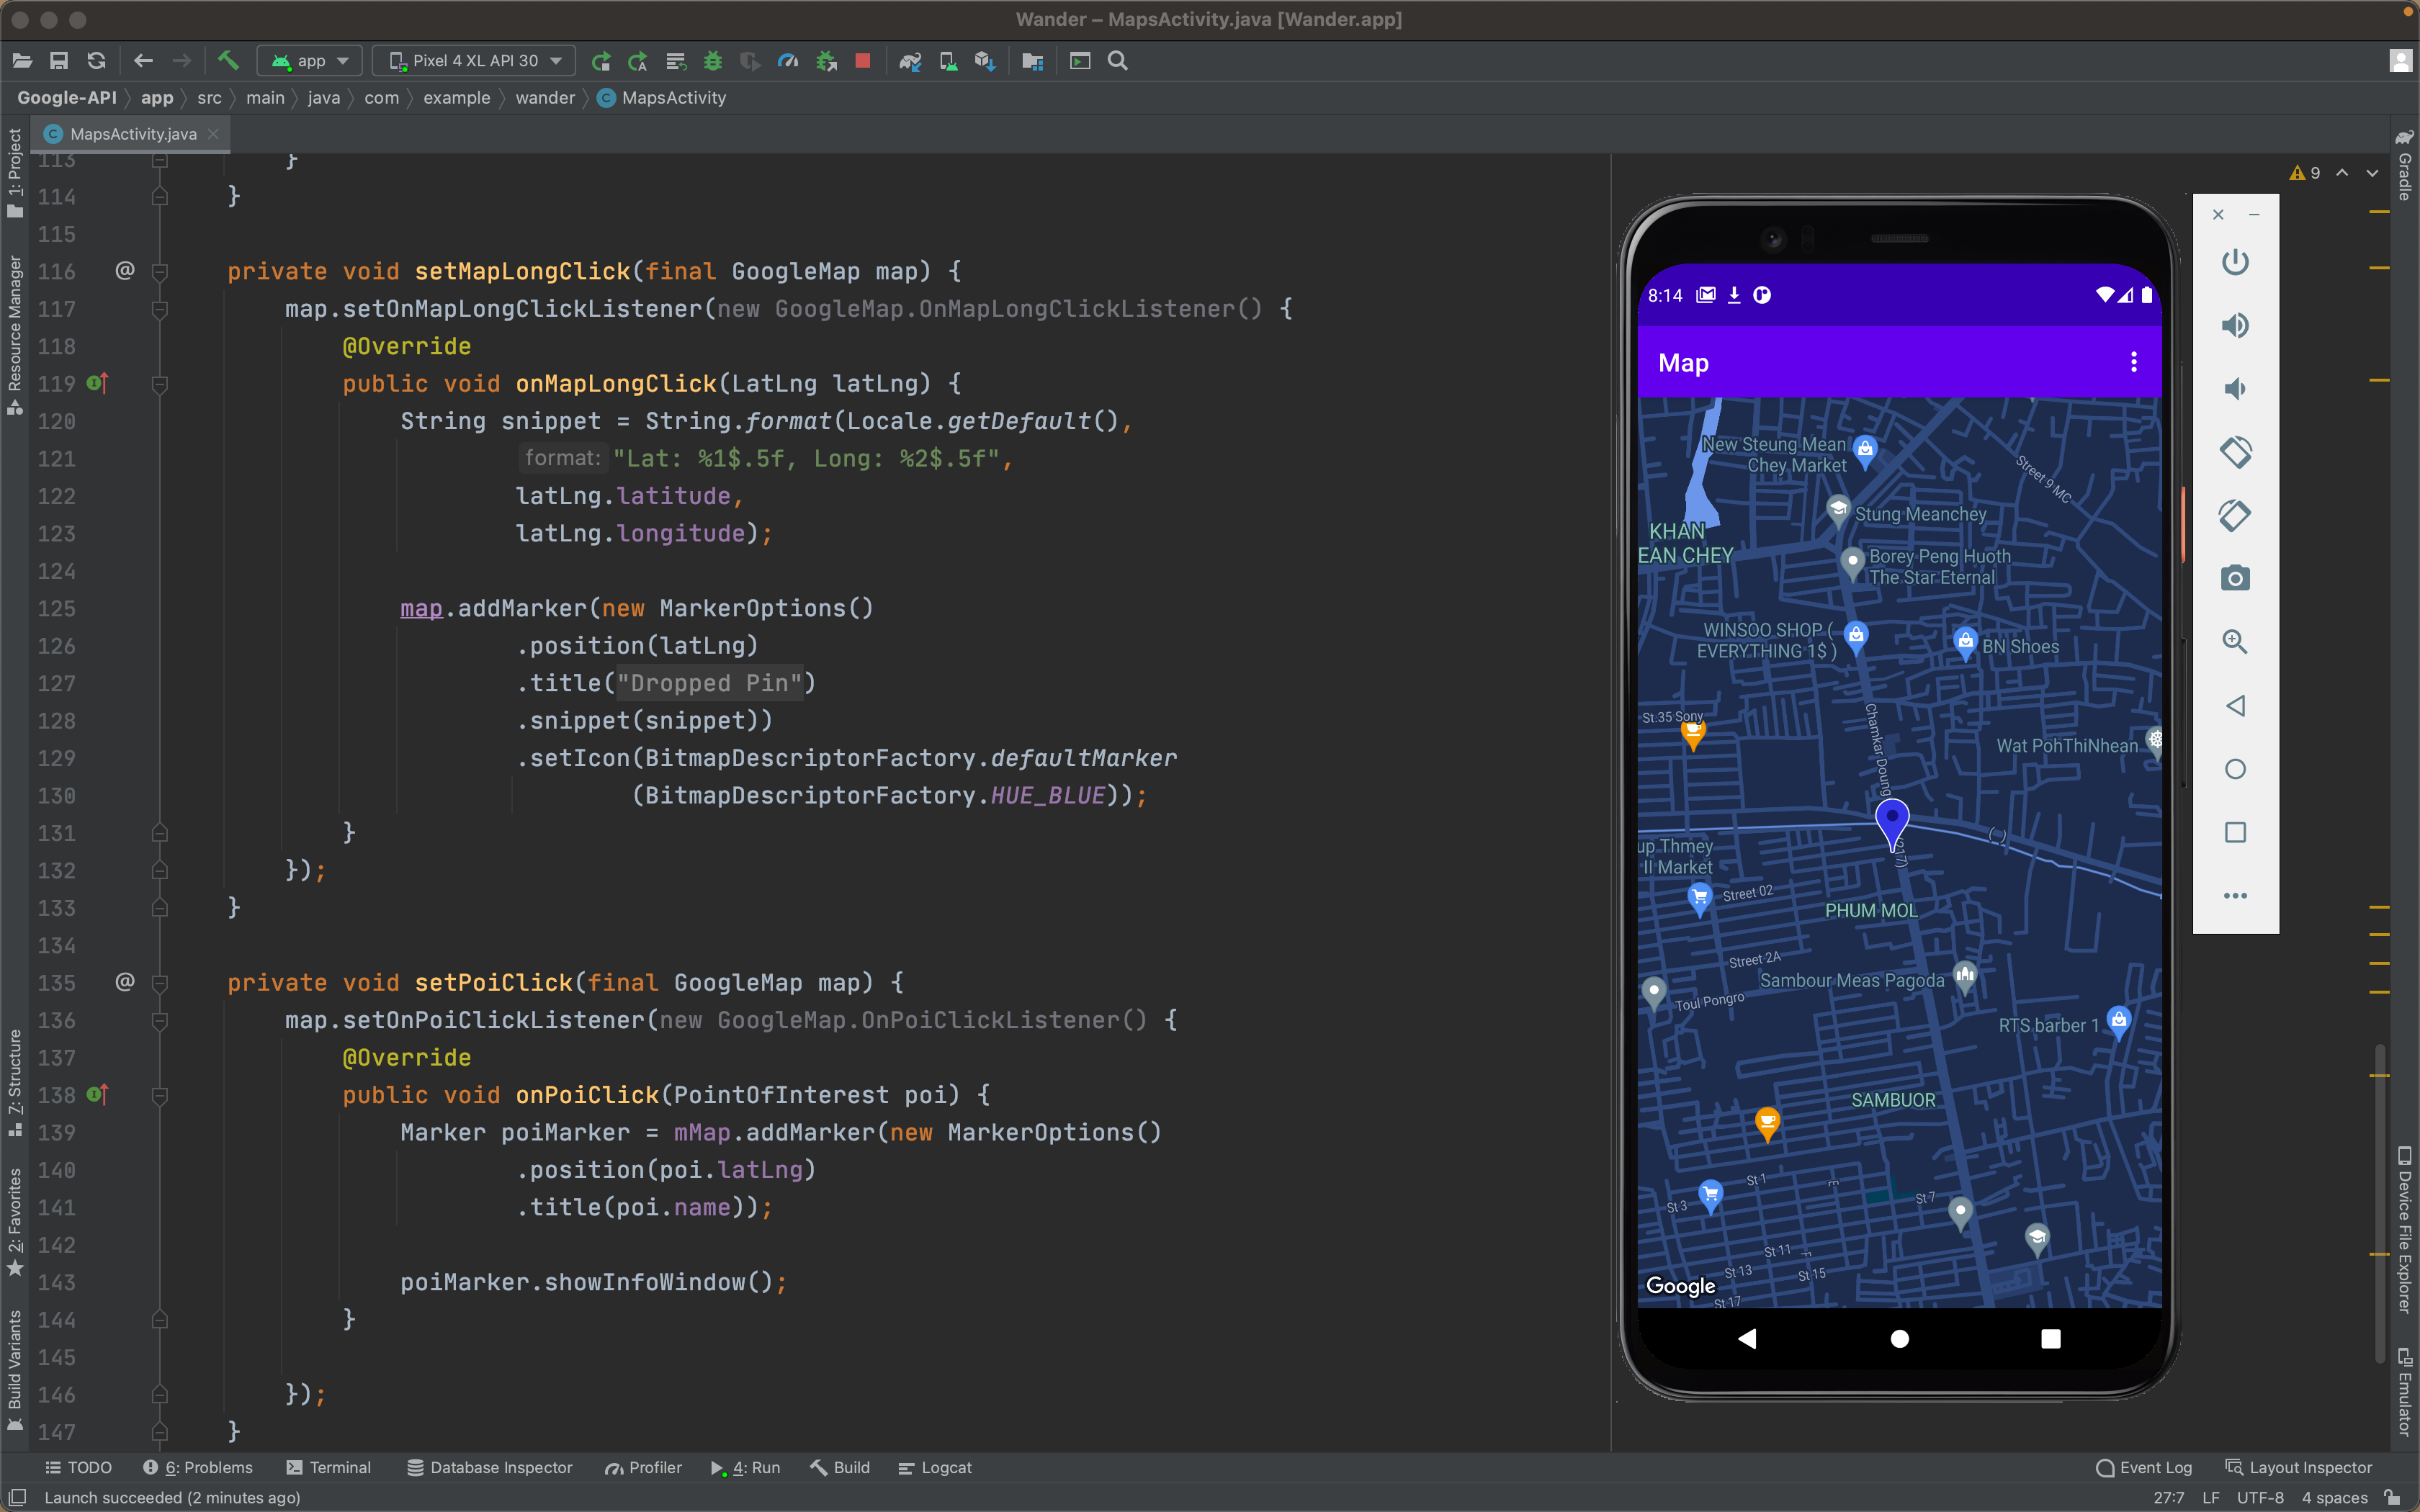 Wander – MapsActivity.java [Wander.app]
app
Pixel 4 XL API 30
Google-API
app
src
main
java
com
example
wander
MapsActivity
MapsActivity.java
1: Project
Resource Manager
7: Structure
2: Favorites
Build Variants
9
Gradle
Device File Explorer
Emulator
113 }
114 }
115
116 @ private void setMapLongClick(final GoogleMap map) {
117 map.setOnMapLongClickListener(new GoogleMap.OnMapLongClickListener() {
118 @Override
119 public void onMapLongClick(LatLng latLng) {
120 String snippet = String.format(Locale.getDefault(),
121 format: "Lat: %1$.5f, Long: %2$.5f",
122 latLng.latitude,
123 latLng.longitude);
124
125 map.addMarker(new MarkerOptions()
126 .position(latLng)
127 .title("Dropped Pin")
128 .snippet(snippet))
129 .setIcon(BitmapDescriptorFactory.defaultMarker
130 (BitmapDescriptorFactory.HUE_BLUE));
131 }
132 });
133 }
134
135 @ private void setPoiClick(final GoogleMap map) {
136 map.setOnPoiClickListener(new GoogleMap.OnPoiClickListener() {
137 @Override
138 public void onPoiClick(PointOfInterest poi) {
139 Marker poiMarker = mMap.addMarker(new MarkerOptions()
140 .position(poi.latLng)
141 .title(poi.name));
142
143 poiMarker.showInfoWindow();
144 }
145
146 });
147 }
8:14
Map
New Steung Mean
Chey Market
Street 9 MC
Stung Meanchey
KHAN
EAN CHEY
Borey Peng Huoth
The Star Eternal
WINSOO SHOP (
EVERYTHING 1$ )
BN Shoes
St.35 Sony
Chamkar Doung
217)
Wat PohThiNhean
( )
up Thmey
ll Market
Street 02
PHUM MOL
Street 2A
Sambour Meas Pagoda
Toul Pongro
RTS barber 1
SAMBUOR
St 1
E
St 3
St 7
St 11
F
St 13
St 15
St 17
Google
TODO
6: Problems
Terminal
Database Inspector
Profiler
4: Run
Build
Logcat
Event Log
Layout Inspector
Launch succeeded (2 minutes ago)
27:7
LF
UTF-8
4 spaces